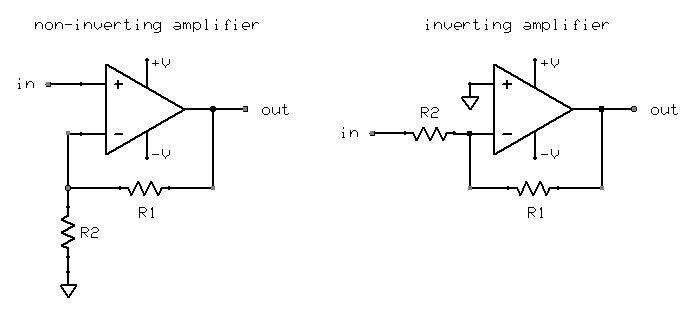 non-inverting amplifier
+V
in
+
out
−
−V
R1
R2
inverting amplifier
+V
+
R2
out
in
−
−V
R1